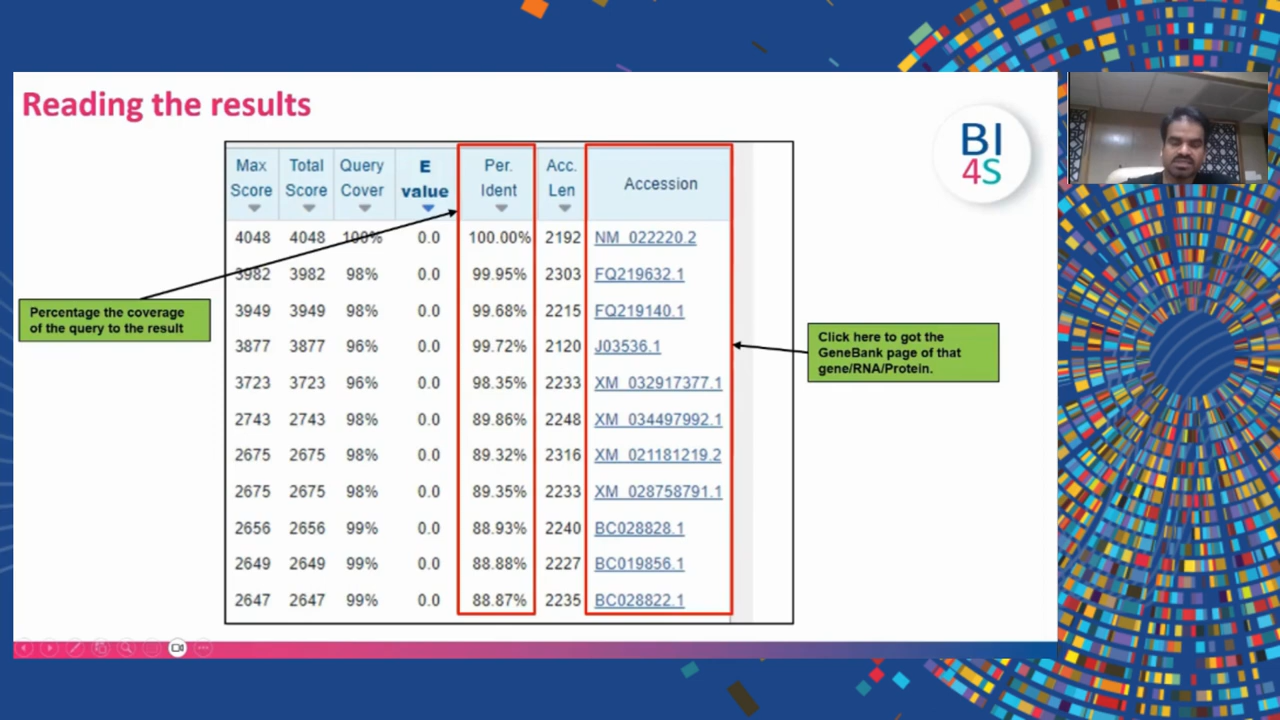 Reading the results
BI
4S
Max Score Total Score Query Cover E value Per. Ident Acc. Len Accession
4048 4048 100% 0.0 100.00% 2192 NM_022220.2
3982 3982 98% 0.0 99.95% 2303 FQ219632.1
3949 3949 98% 0.0 99.68% 2215 FQ219140.1
3877 3877 96% 0.0 99.72% 2120 J03536.1
3723 3723 96% 0.0 98.35% 2233 XM_032917377.1
2743 2743 98% 0.0 89.86% 2248 XM_034497992.1
2675 2675 98% 0.0 89.32% 2316 XM_021181219.2
2675 2675 98% 0.0 89.35% 2233 XM_028758791.1
2656 2656 99% 0.0 88.93% 2240 BC028828.1
2649 2649 99% 0.0 88.88% 2227 BC019856.1
2647 2647 99% 0.0 88.87% 2235 BC028822.1
Percentage the coverage
of the query to the result
Click here to got the
GeneBank page of that
gene/RNA/Protein.